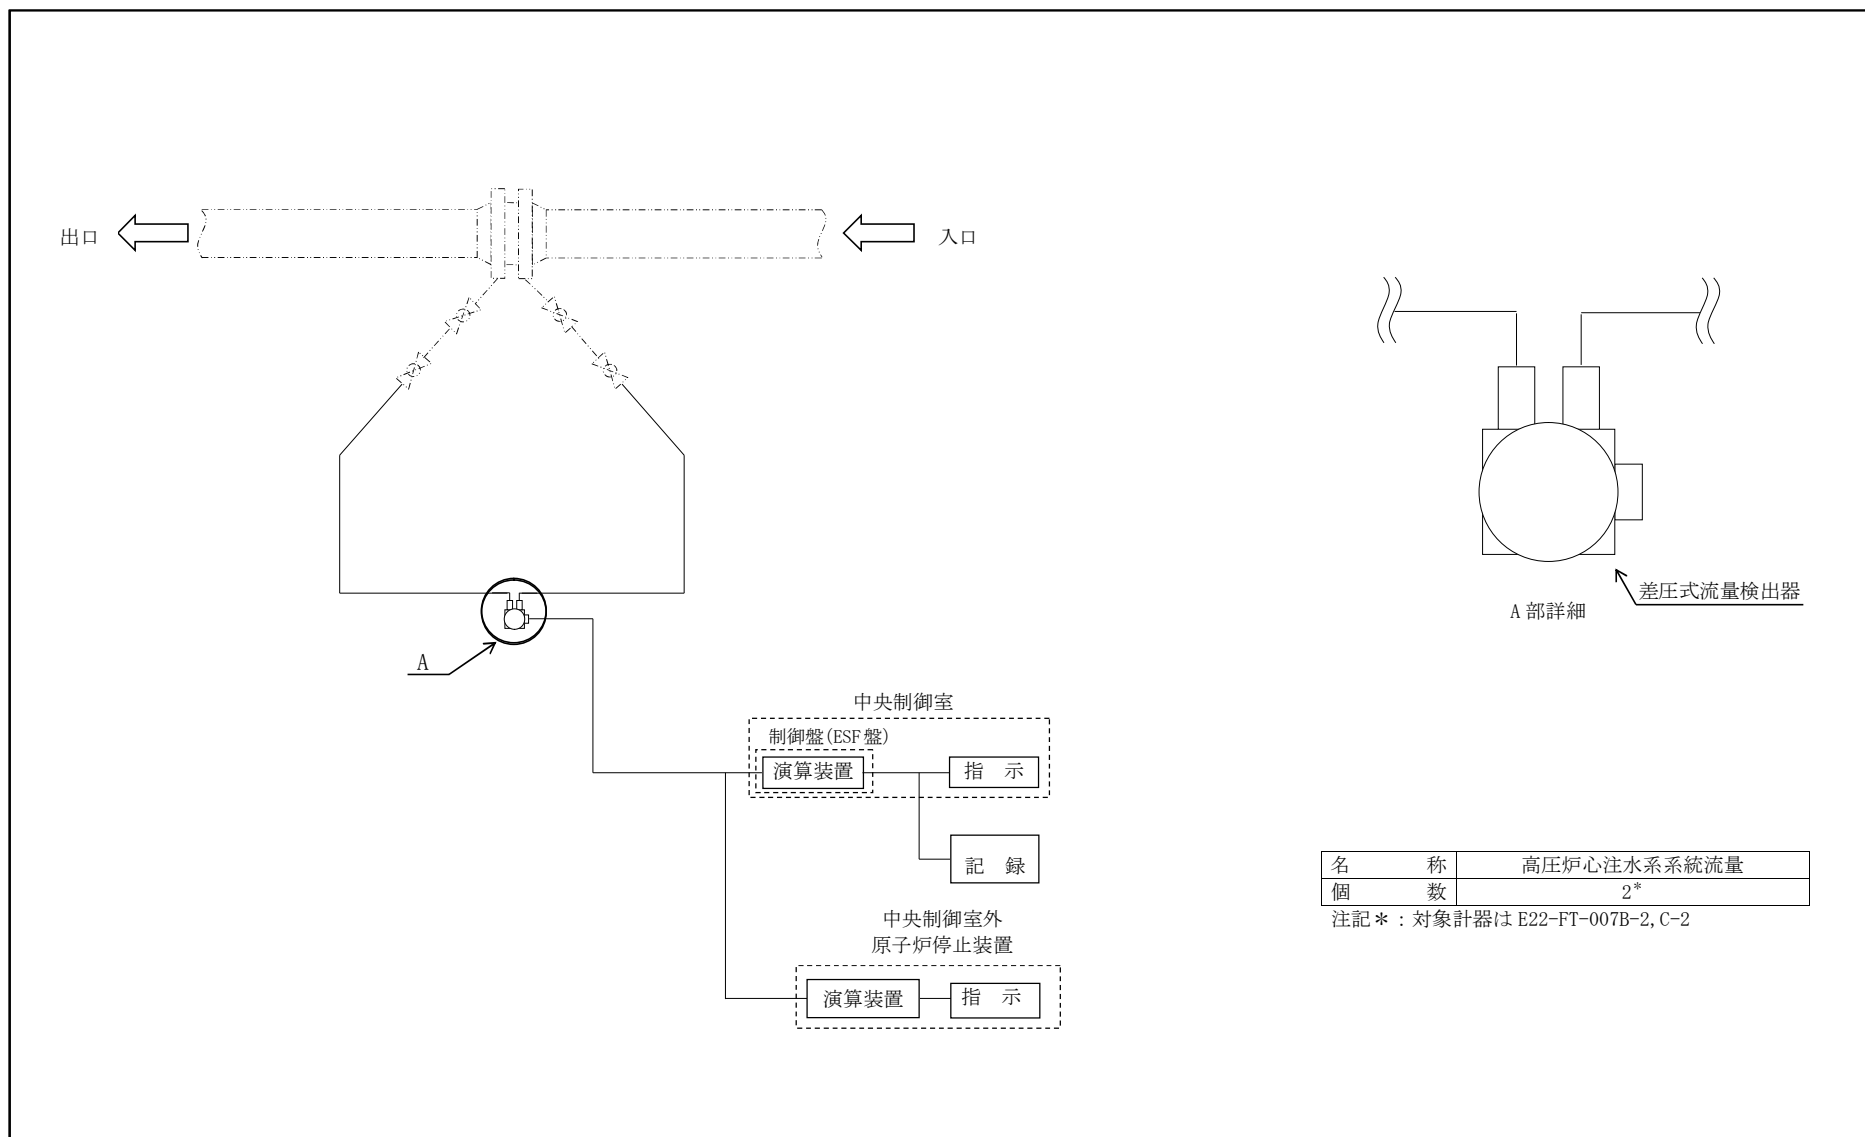 出口
入口
A
差圧式流量検出器
A 部詳細
中央制御室
制御盤(ESF 盤)
演算装置
指 示
記 録
中央制御室外
原子炉停止装置
演算装置
指 示
名 称 高圧炉心注水系系統流量
個 数 2*
注記＊：対象計器は E22-FT-007B-2, C-2